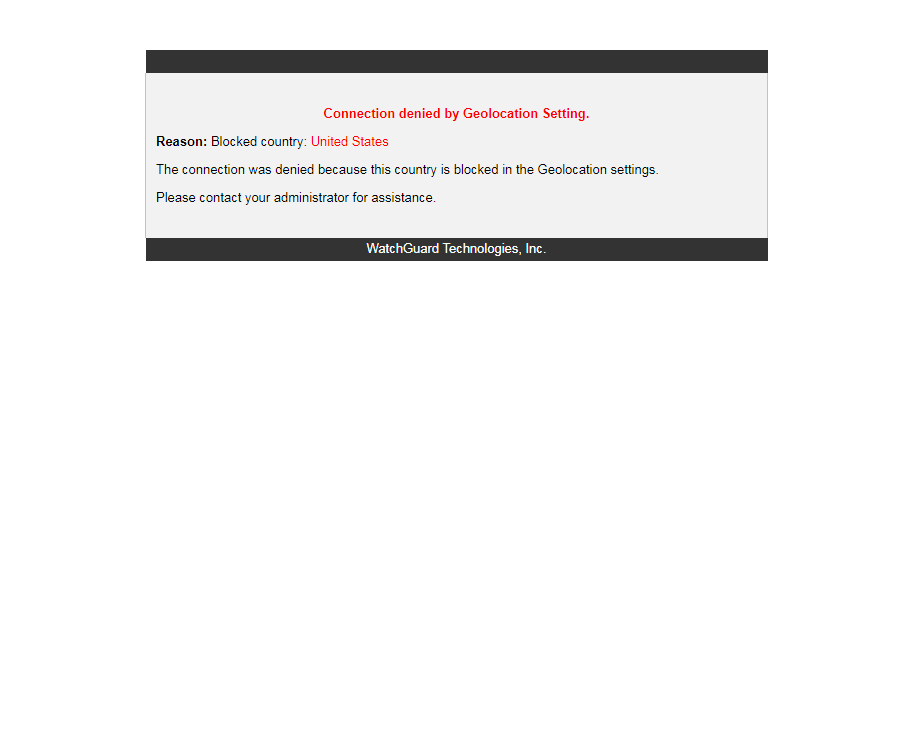 Connection denied by Geolocation Setting.
Reason: Blocked country: United States
The connection was denied because this country is blocked in the Geolocation settings.
Please contact your administrator for assistance.
WatchGuard Technologies, Inc.